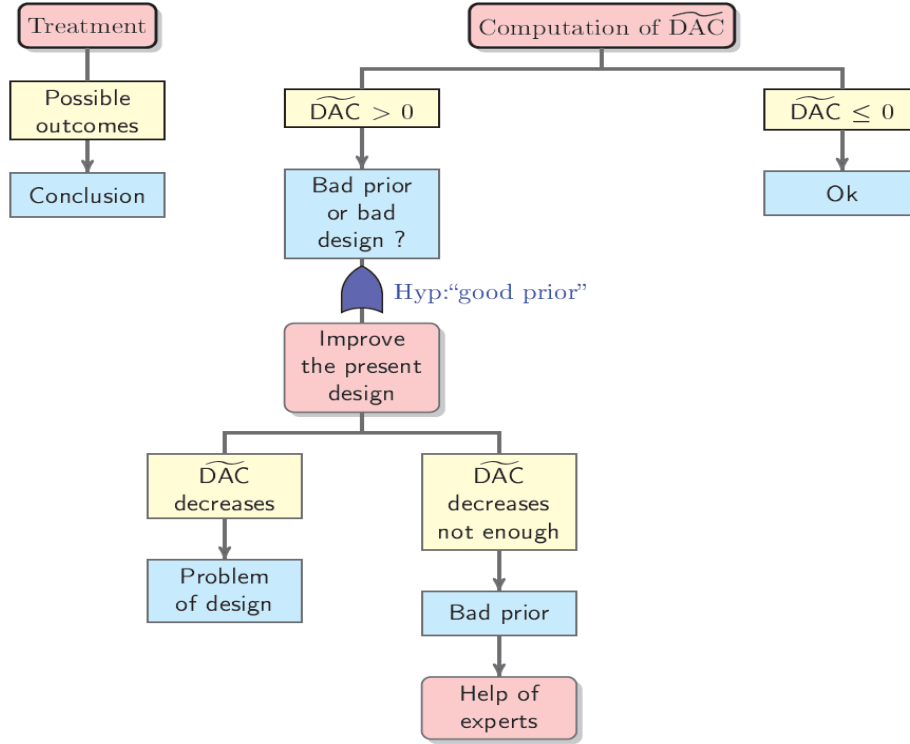 Treatment
Possible
outcomes
Conclusion
Computation of D͠AC
D͠AC > 0
D͠AC ≤ 0
Bad prior
or bad
design ?
Ok
Hyp:“good prior”
Improve
the present
design
D͠AC
decreases
D͠AC
decreases
not enough
Problem
of design
Bad prior
Help of
experts